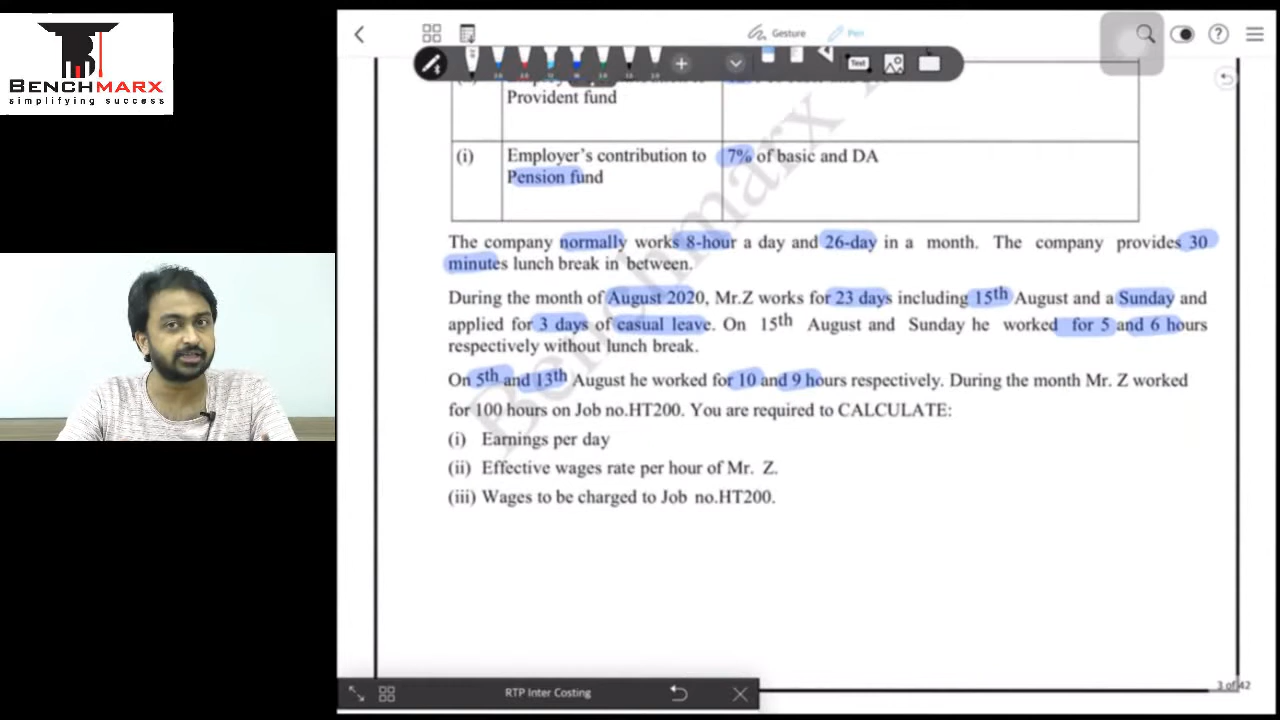 BENCHMARX
simplifying success
Gesture
Pen
Text
Provident fund
(i) Employer's contribution to 7% of basic and DA
Pension fund
The company normally works 8-hour a day and 26-day in a month. The company provides 30
minutes lunch break in between.
During the month of August 2020, Mr.Z works for 23 days including 15th August and a Sunday and
applied for 3 days of casual leave. On 15th August and Sunday he worked for 5 and 6 hours
respectively without lunch break.
On 5th and 13th August he worked for 10 and 9 hours respectively. During the month Mr. Z worked
for 100 hours on Job no.HT200. You are required to CALCULATE:
(i) Earnings per day
(ii) Effective wages rate per hour of Mr. Z.
(iii) Wages to be charged to Job no.HT200.
Benchmarx
RTP Inter Costing
3 of 42